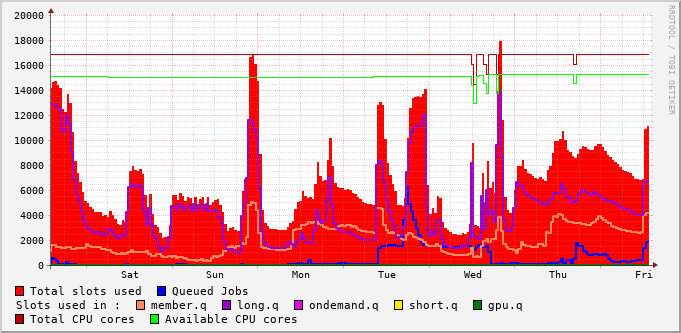 20000
18000
16000
14000
12000
10000
8000
6000
4000
2000
0
Sat Sun Mon Tue Wed Thu Fri
RRDTOOL / TOBI OETIKER
Total slots used Queued Jobs
Slots used in : member.q long.q ondemand.q short.q gpu.q
Total CPU cores Available CPU cores